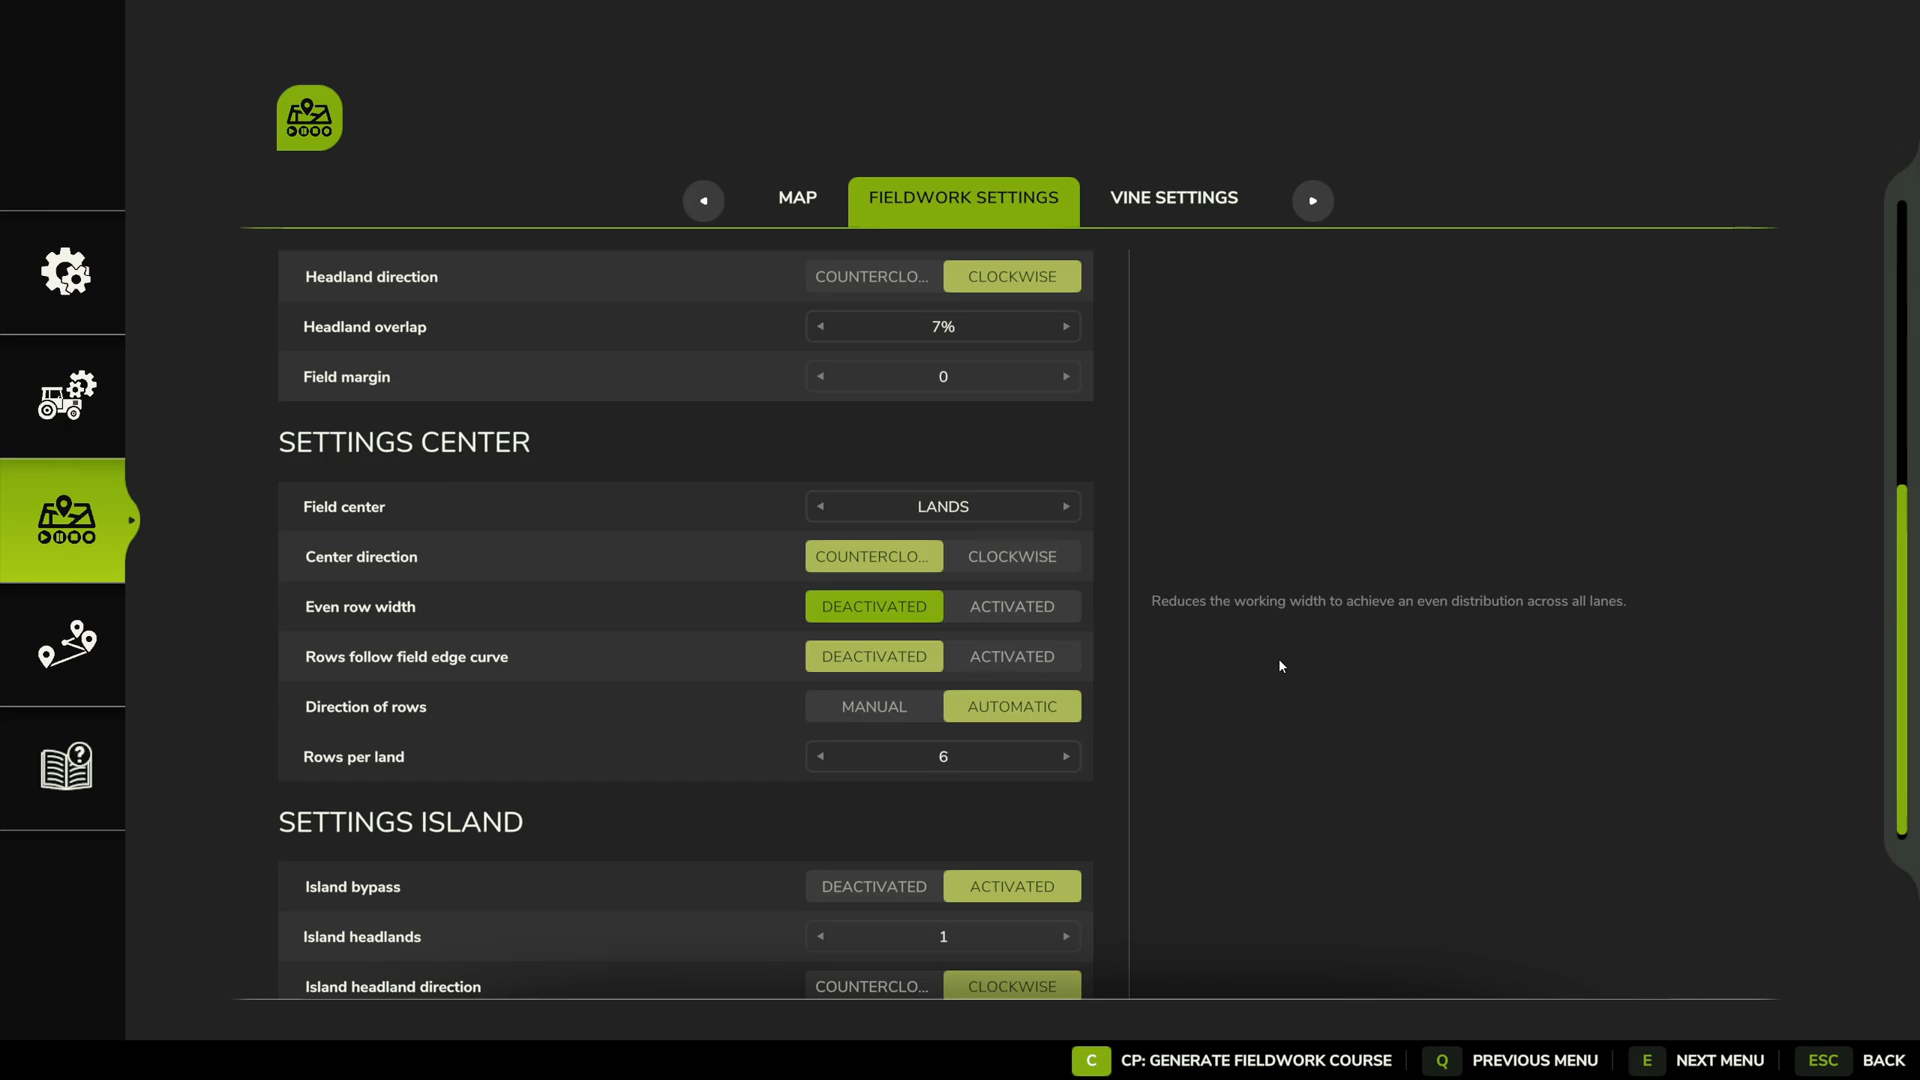 MAP
FIELDWORK SETTINGS
VINE SETTINGS
Headland direction
COUNTERCLO...
CLOCKWISE
Headland overlap
7%
Field margin
0
SETTINGS CENTER
Field center
LANDS
Center direction
COUNTERCLO...
CLOCKWISE
Even row width
DEACTIVATED
ACTIVATED
Reduces the working width to achieve an even distribution across all lanes.
Rows follow field edge curve
DEACTIVATED
ACTIVATED
Direction of rows
MANUAL
AUTOMATIC
Rows per land
6
SETTINGS ISLAND
Island bypass
DEACTIVATED
ACTIVATED
Island headlands
1
Island headland direction
COUNTERCLO...
CLOCKWISE
C CP: GENERATE FIELDWORK COURSE
Q PREVIOUS MENU
E NEXT MENU
ESC BACK